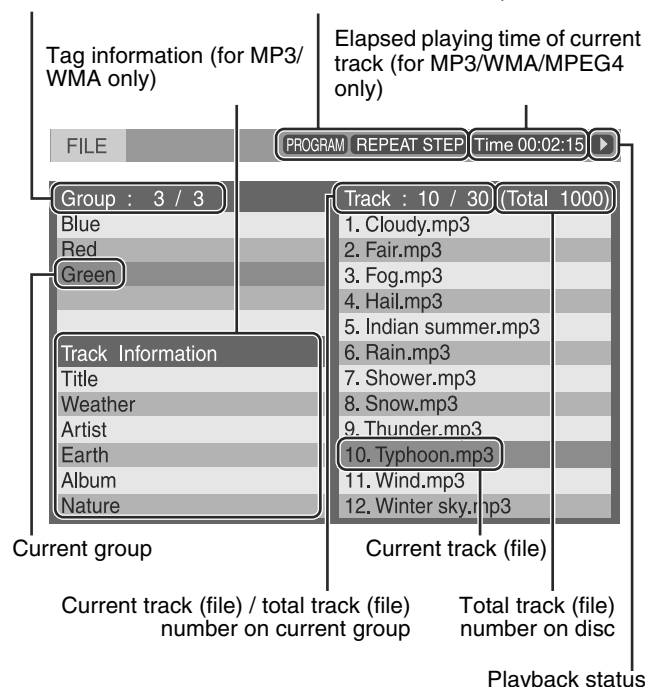 Tag information (for MP3/
WMA only)
Elapsed playing time of current
track (for MP3/WMA/MPEG4
only)
FILE
PROGRAM REPEAT STEP Time 00:02:15
Group : 3 / 3
Blue
Red
Green
Track Information
Title
Weather
Artist
Earth
Album
Nature
Track : 10 / 30 (Total 1000)
1. Cloudy.mp3
2. Fair.mp3
3. Fog.mp3
4. Hail.mp3
5. Indian summer.mp3
6. Rain.mp3
7. Shower.mp3
8. Snow.mp3
9. Thunder.mp3
10. Typhoon.mp3
11. Wind.mp3
12. Winter sky.mp3
Current group
Current track (file)
Current track (file) / total track (file)
number on current group
Total track (file)
number on disc
Playback status